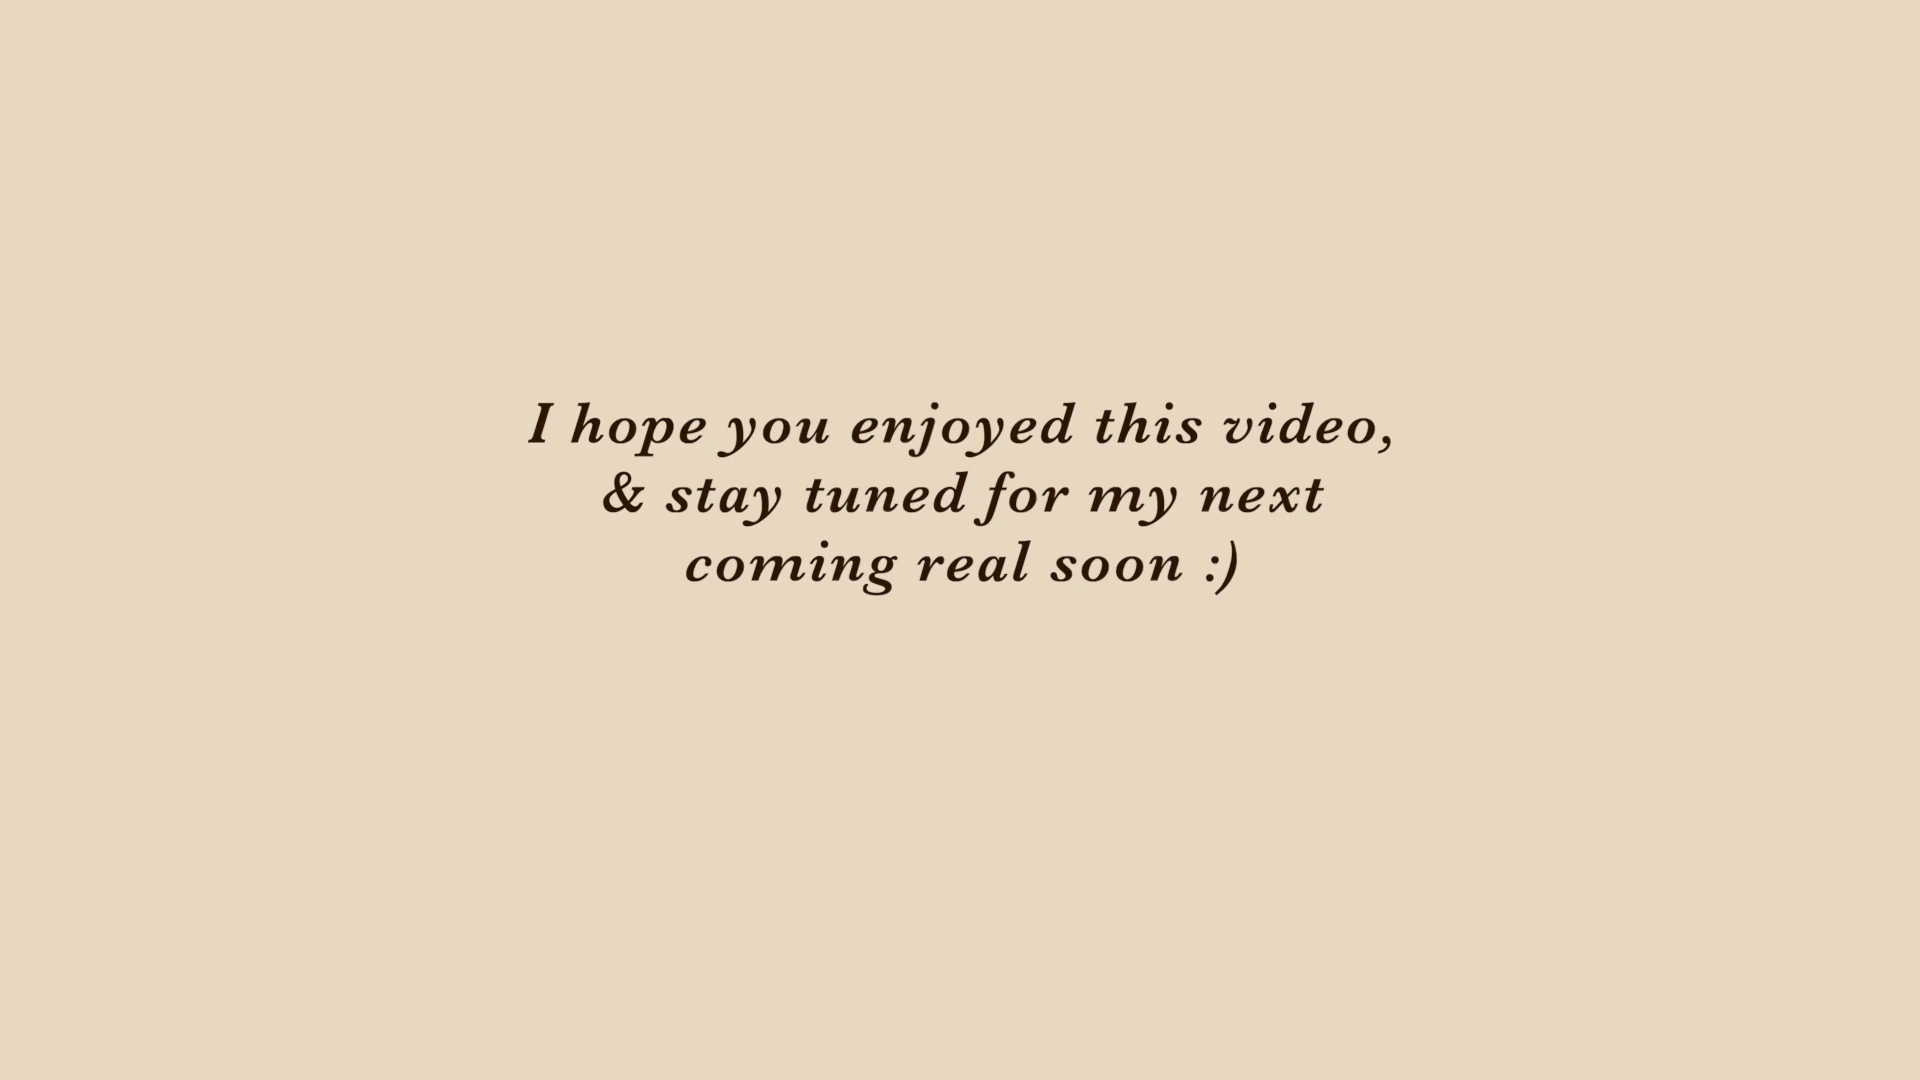 I hope you enjoyed this video,
& stay tuned for my next
coming real soon :)